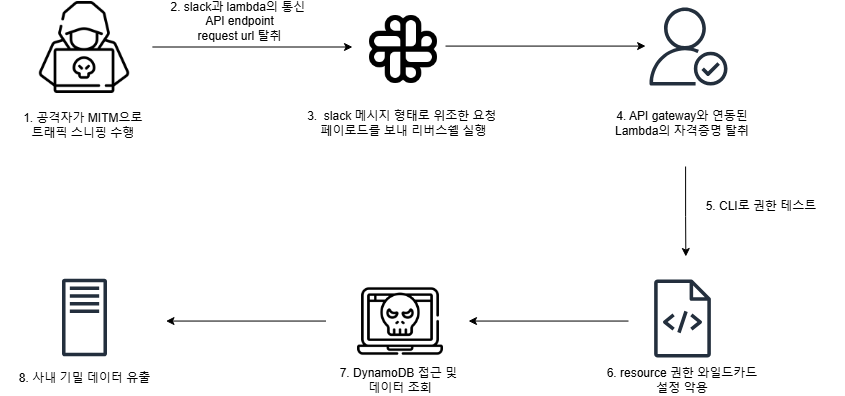 2. slack과 lambda의 통신
API endpoint
request url 탈취
1. 공격자가 MITM으로
트래픽 스니핑 수행
3.  slack 메시지 형태로 위조한 요청
페이로드를 보내 리버스쉘 실행
4. API gateway와 연동된
Lambda의 자격증명 탈취
5. CLI로 권한 테스트
6. resource 권한 와일드카드
설정 악용
7. DynamoDB 접근 및
데이터 조회
8. 사내 기밀 데이터 유출